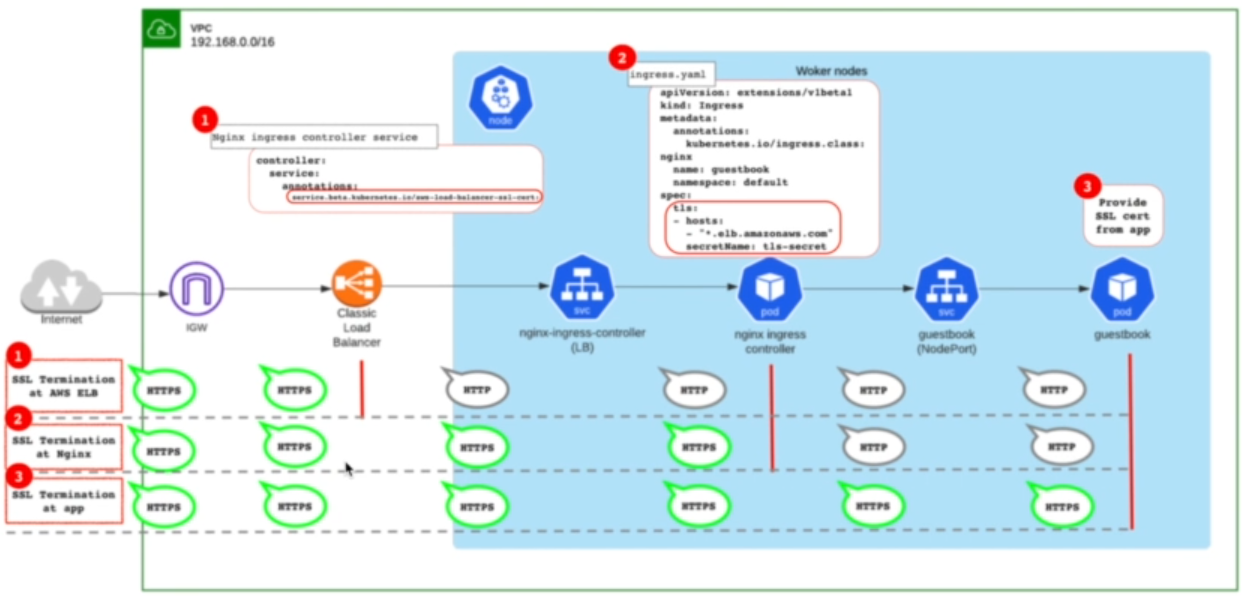 VPC
192.168.0.0/16
1
Nginx ingress controller service
controller:
service:
annotations:
service.beta.kubernetes.io/aws-load-balancer-ssl-cert:
node
2
ingress.yaml
Woker nodes
apiVersion: extensions/v1beta1
kind: Ingress
metadata:
annotations:
kubernetes.io/ingress.class:
nginx
name: guestbook
namespace: default
spec:
tls:
- hosts:
- "*.elb.amazonaws.com"
secretName: tls-secret
3
Provide
SSL cert
from app
Internet
IGW
Classic
Load
Balancer
svc
nginx-ingress-controller
(LB)
pod
nginx ingress
controller
svc
guestbook
(NodePort)
pod
guestbook
1
SSL Termination
at AWS ELB
HTTPS
HTTPS
HTTP
HTTP
HTTP
HTTP
2
SSL Termination
at Nginx
HTTPS
HTTPS
HTTPS
HTTPS
HTTP
HTTP
3
SSL Termination
at app
HTTPS
HTTPS
HTTPS
HTTPS
HTTPS
HTTPS